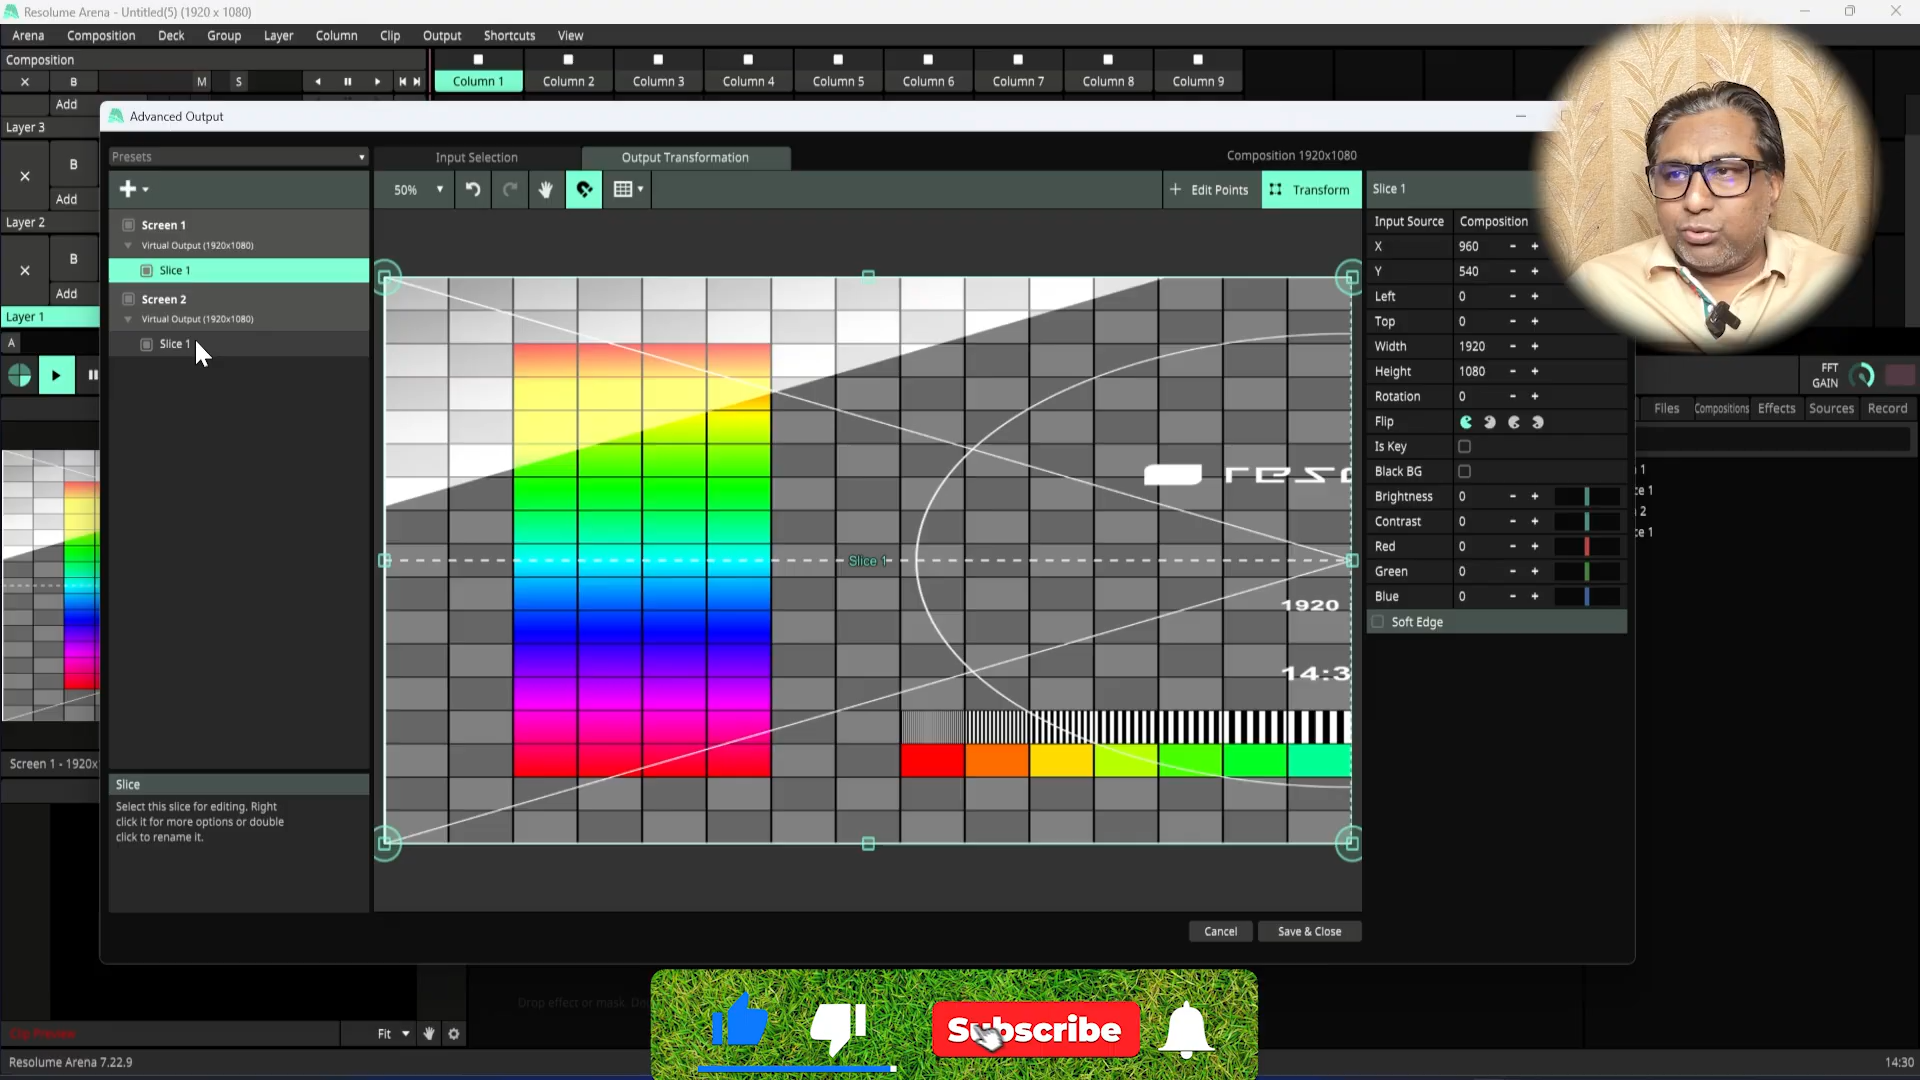 Resolume Arena - Untitled(5) (1920 x 1080)
Arena Composition Deck Group Layer Column Clip Output Shortcuts View
Composition
B M S
Column 1 Column 2 Column 3 Column 4 Column 5 Column 6 Column 7 Column 8 Column 9
Add
Layer 3
B
Add
Layer 2
B
Add
Layer 1
A
Advanced Output
Presets
Input Selection
Output Transformation
Composition 1920x1080
50%
Edit Points
Transform
Screen 1
Virtual Output (1920x1080)
Slice 1
Screen 2
Virtual Output (1920x1080)
Slice 1
Slice 1
1920
14:3
Slice 1
Input Source Composition
X 960 - +
Y 540 - +
Left 0 - +
Top 0 - +
Width 1920 - +
Height 1080 - +
Rotation 0 - +
Flip
Is Key
Black BG
Brightness 0 - +
Contrast 0 - +
Red 0 - +
Green 0 - +
Blue 0 - +
Soft Edge
FFT
GAIN
Files Compositions Effects Sources Record
Slice
Select this slice for editing. Right
click it for more options or double
click to rename it.
Cancel
Save & Close
Screen 1 - 1920x
Drop effect or mask.
Subscribe
Clip Preview
Fit
Resolume Arena 7.22.9
14:30